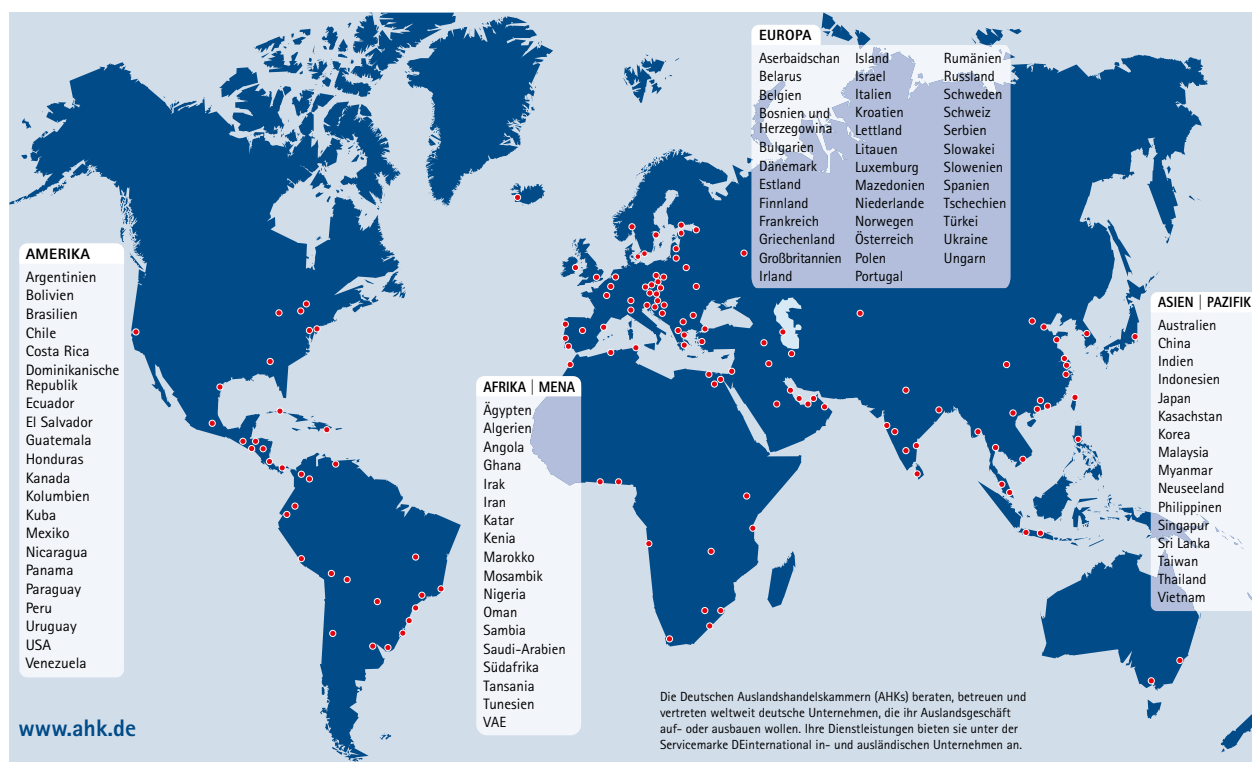 EUROPA
Aserbaidschan
Belarus
Belgien
Bosnien und
Herzegowina
Bulgarien
Dänemark
Estland
Finnland
Frankreich
Griechenland
Großbritannien
Irland
Island
Israel
Italien
Kroatien
Lettland
Litauen
Luxemburg
Mazedonien
Niederlande
Norwegen
Österreich
Polen
Portugal
Rumänien
Russland
Schweden
Schweiz
Serbien
Slowakei
Slowenien
Spanien
Tschechien
Türkei
Ukraine
Ungarn
AMERIKA
Argentinien
Bolivien
Brasilien
Chile
Costa Rica
Dominikanische
Republik
Ecuador
El Salvador
Guatemala
Honduras
Kanada
Kolumbien
Kuba
Mexiko
Nicaragua
Panama
Paraguay
Peru
Uruguay
USA
Venezuela
AFRIKA | MENA
Ägypten
Algerien
Angola
Ghana
Irak
Iran
Katar
Kenia
Marokko
Mosambik
Nigeria
Oman
Sambia
Saudi-Arabien
Südafrika
Tansania
Tunesien
VAE
ASIEN | PAZIFIK
Australien
China
Indien
Indonesien
Japan
Kasachstan
Korea
Malaysia
Myanmar
Neuseeland
Philippinen
Singapur
Sri Lanka
Taiwan
Thailand
Vietnam
www.ahk.de
Die Deutschen Auslandshandelskammern (AHKs) beraten, betreuen und
vertreten weltweit deutsche Unternehmen, die ihr Auslandsgeschäft
auf- oder ausbauen wollen. Ihre Dienstleistungen bieten sie unter der
Servicemarke DEinternational in- und ausländischen Unternehmen an.